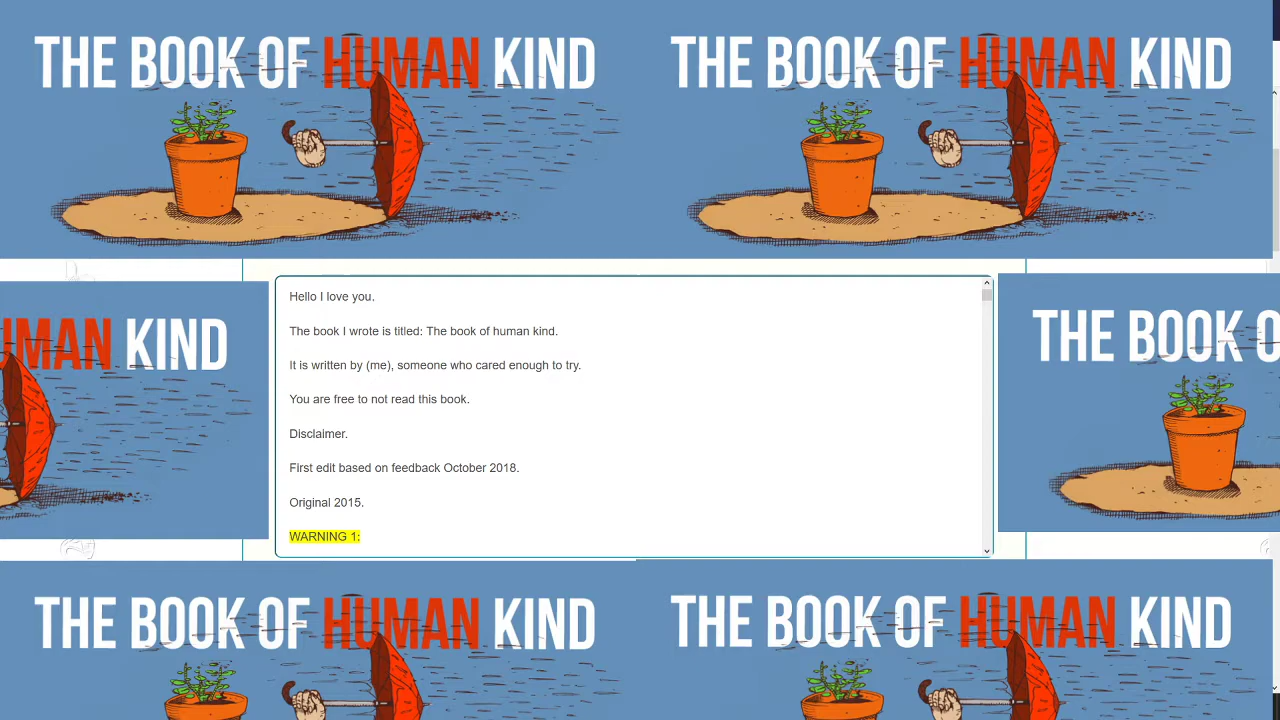 THE BOOK OF HUMAN KIND
THE BOOK OF HUMAN KIND
Hello I love you.
The book I wrote is titled: The book of human kind.
It is written by (me), someone who cared enough to try.
You are free to not read this book.
Disclaimer.
First edit based on feedback October 2018.
Original 2015.
WARNING 1:
UMAN KIND
THE BOOK O
THE BOOK OF HUMAN KIND
THE BOOK OF HUMAN KIND